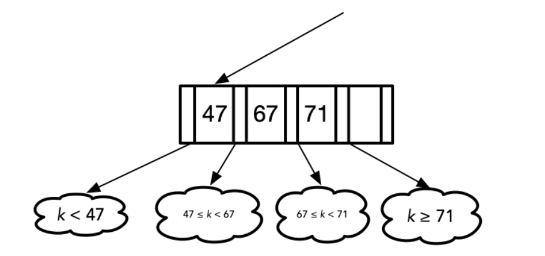 47 67 71
k < 47 47 ≤ k < 67 67 ≤ k < 71 k ≥ 71